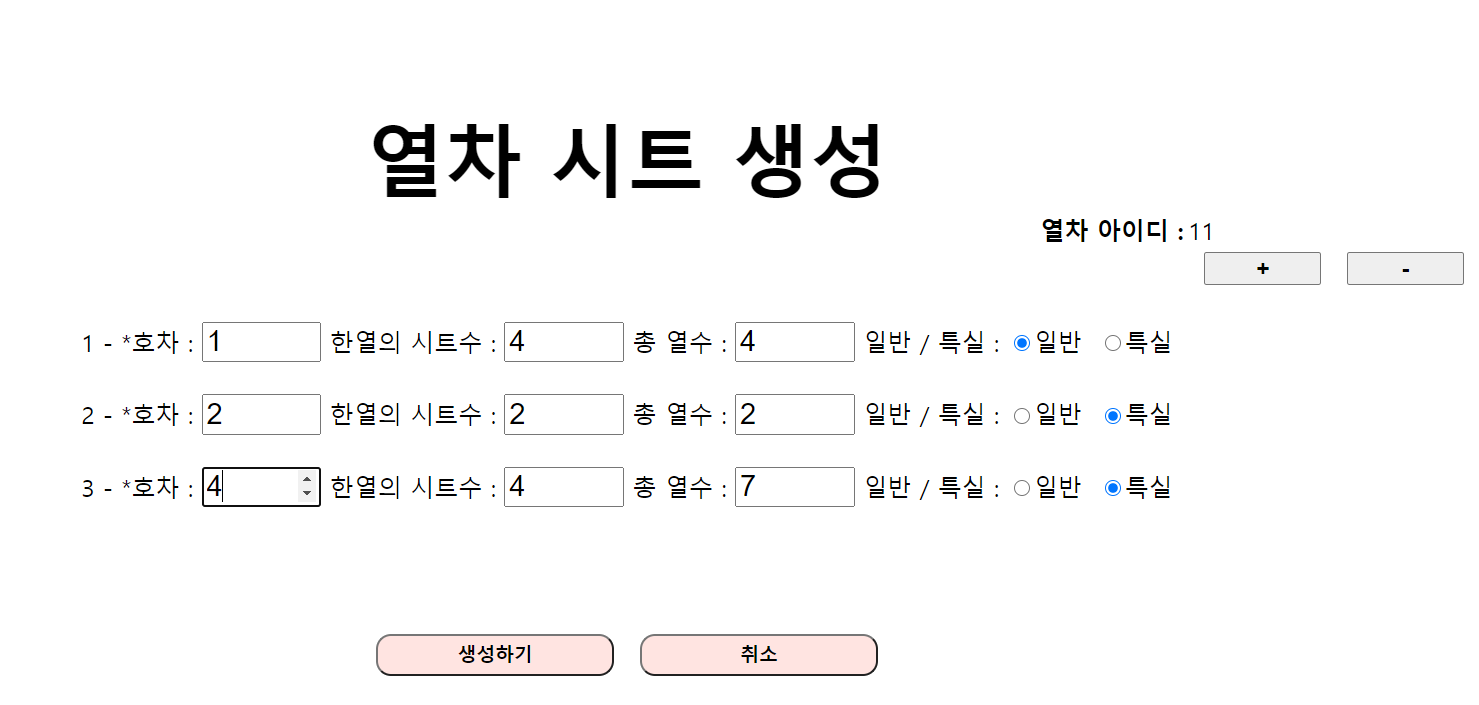 열차 시트 생성
열차 아이디 : 11
+ -
1 - *호차 : 1 한열의 시트수 : 4 총 열수 : 4 일반 / 특실 : 일반 특실
2 - *호차 : 2 한열의 시트수 : 2 총 열수 : 2 일반 / 특실 : 일반 특실
3 - *호차 : 4 한열의 시트수 : 4 총 열수 : 7 일반 / 특실 : 일반 특실
생성하기 취소